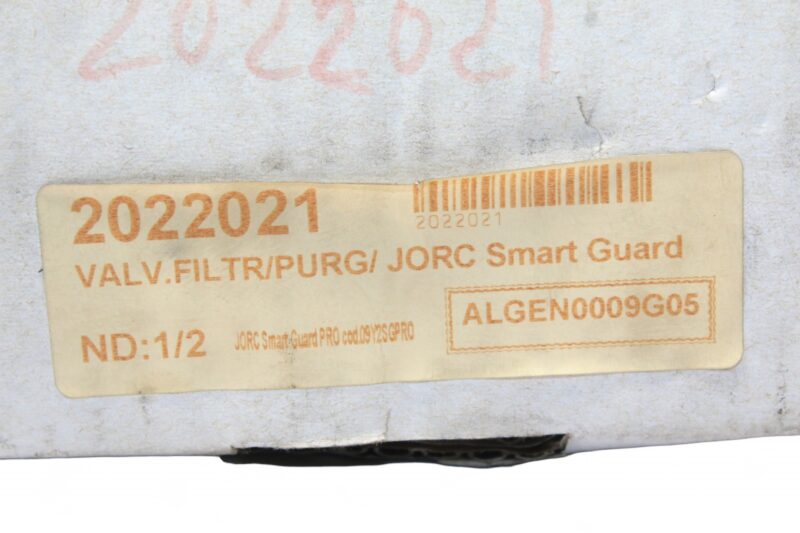 2022021
2022021
2022021
VALV.FILTR/PURG/ JORC Smart Guard
ND:1/2
JORC Smart Guard PRO cod.09Y2SGPRO
ALGEN0009G05